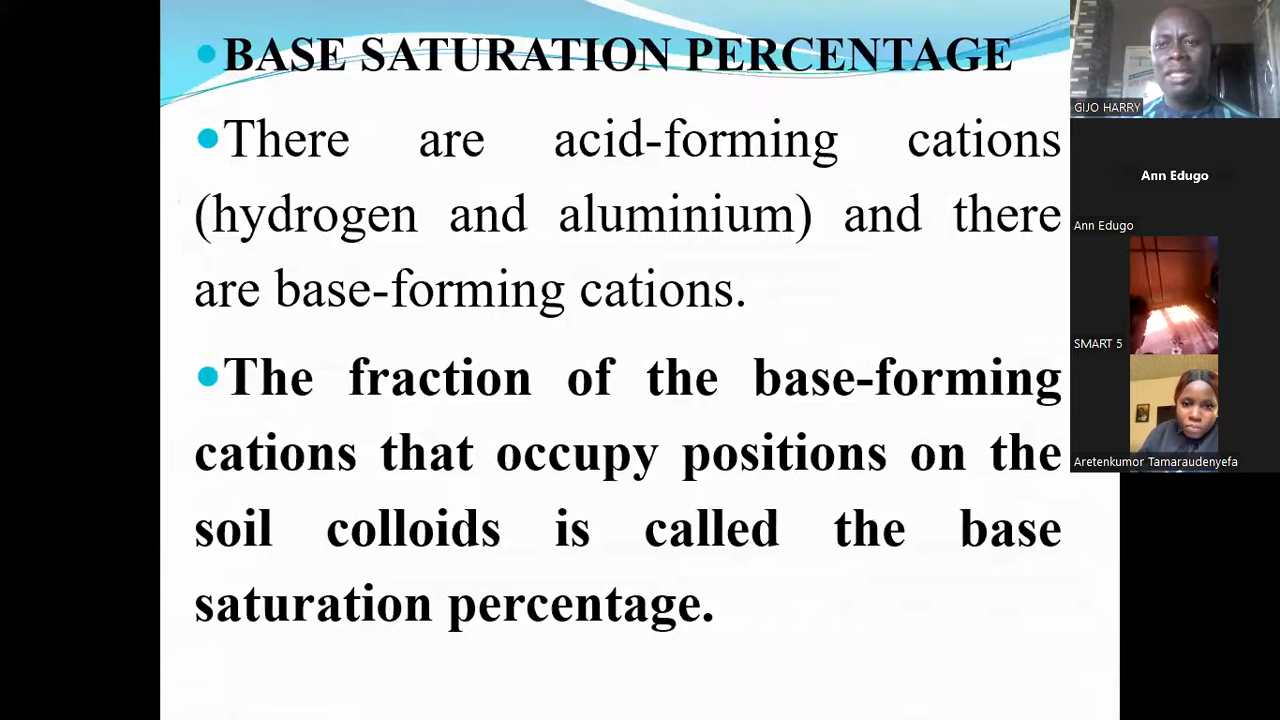 BASE SATURATION PERCENTAGE
There are acid-forming cations
(hydrogen and aluminium) and there
are base-forming cations.
The fraction of the base-forming
cations that occupy positions on the
soil colloids is called the base
saturation percentage.
GIJO HARRY
Ann Edugo
Ann Edugo
SMART 5
Aretenkumor Tamaraudenyefa